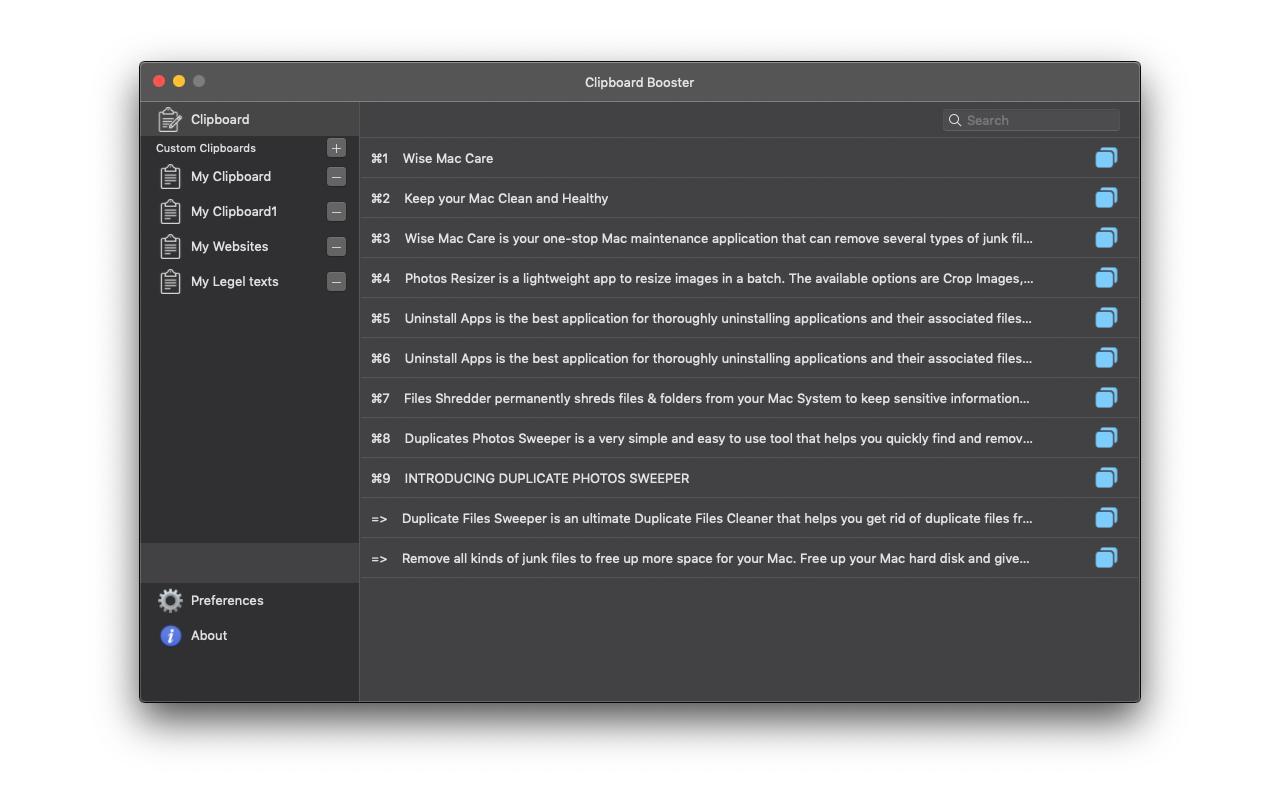 Clipboard Booster
Clipboard
Custom Clipboards
My Clipboard
My Clipboard1
My Websites
My Legel texts
Preferences
About
Search
⌘1 Wise Mac Care
⌘2 Keep your Mac Clean and Healthy
⌘3 Wise Mac Care is your one-stop Mac maintenance application that can remove several types of junk fil...
⌘4 Photos Resizer is a lightweight app to resize images in a batch. The available options are Crop Images,...
⌘5 Uninstall Apps is the best application for thoroughly uninstalling applications and their associated files...
⌘6 Uninstall Apps is the best application for thoroughly uninstalling applications and their associated files...
⌘7 Files Shredder permanently shreds files & folders from your Mac System to keep sensitive information...
⌘8 Duplicates Photos Sweeper is a very simple and easy to use tool that helps you quickly find and remov...
⌘9 INTRODUCING DUPLICATE PHOTOS SWEEPER
=> Duplicate Files Sweeper is an ultimate Duplicate Files Cleaner that helps you get rid of duplicate files fr...
=> Remove all kinds of junk files to free up more space for your Mac. Free up your Mac hard disk and give...